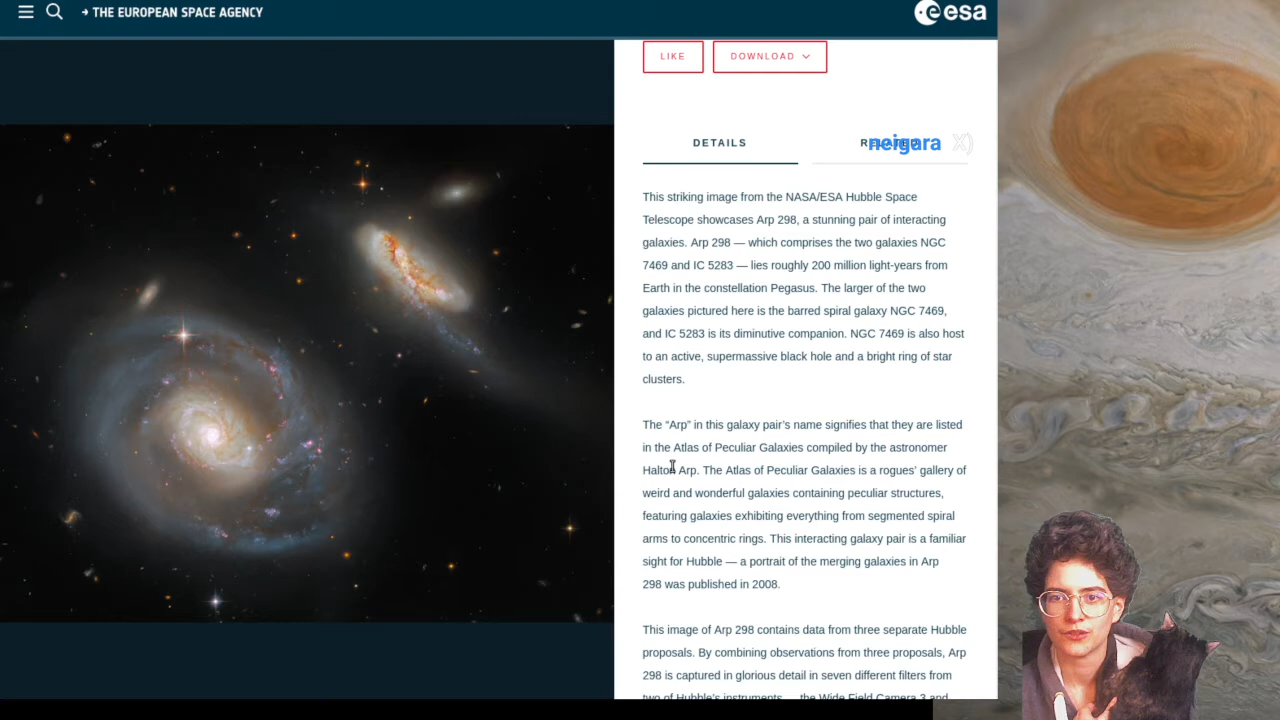 → THE EUROPEAN SPACE AGENCY
esa
LIKE
DOWNLOAD
DETAILS
RELATED
neigara X)
This striking image from the NASA/ESA Hubble Space
Telescope showcases Arp 298, a stunning pair of interacting
galaxies. Arp 298 — which comprises the two galaxies NGC
7469 and IC 5283 — lies roughly 200 million light-years from
Earth in the constellation Pegasus. The larger of the two
galaxies pictured here is the barred spiral galaxy NGC 7469,
and IC 5283 is its diminutive companion. NGC 7469 is also host
to an active, supermassive black hole and a bright ring of star
clusters.
The “Arp” in this galaxy pair’s name signifies that they are listed
in the Atlas of Peculiar Galaxies compiled by the astronomer
Halton Arp. The Atlas of Peculiar Galaxies is a rogues’ gallery of
weird and wonderful galaxies containing peculiar structures,
featuring galaxies exhibiting everything from segmented spiral
arms to concentric rings. This interacting galaxy pair is a familiar
sight for Hubble — a portrait of the merging galaxies in Arp
298 was published in 2008.
This image of Arp 298 contains data from three separate Hubble
proposals. By combining observations from three proposals, Arp
298 is captured in glorious detail in seven different filters from
two of Hubble’s instruments — the Wide Field Camera 3 and